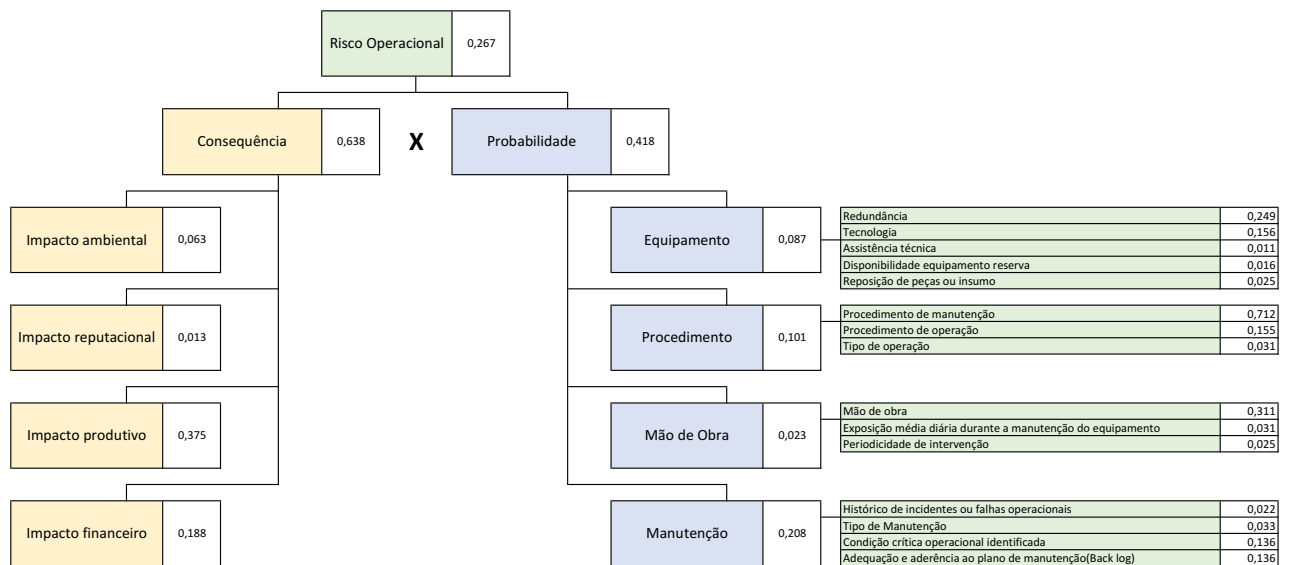 Risco Operacional 0,267
Consequência 0,638 X Probabilidade 0,418
Impacto ambiental 0,063
Equipamento 0,087
Redundância 0,249
Tecnologia 0,156
Assistência técnica 0,011
Disponibilidade equipamento reserva 0,016
Reposição de peças ou insumo 0,025
Impacto reputacional 0,013
Procedimento 0,101
Procedimento de manutenção 0,712
Procedimento de operação 0,155
Tipo de operação 0,031
Impacto produtivo 0,375
Mão de Obra 0,023
Mão de obra 0,311
Exposição média diária durante a manutenção do equipamento 0,031
Periodicidade de intervenção 0,025
Impacto financeiro 0,188
Manutenção 0,208
Histórico de incidentes ou falhas operacionais 0,022
Tipo de Manutenção 0,033
Condição crítica operacional identificada 0,136
Adequação e aderência ao plano de manutenção(Back log) 0,136